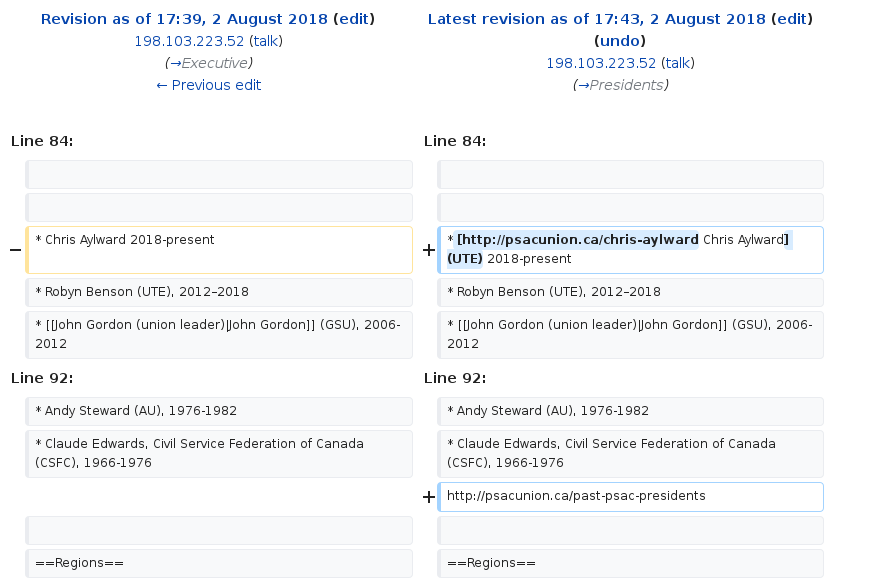 Revision as of 17:39, 2 August 2018 (edit)
198.103.223.52 (talk)
(→Executive)
← Previous edit
Latest revision as of 17:43, 2 August 2018 (edit)
(undo)
198.103.223.52 (talk)
(→Presidents)
Line 84:
Line 84:
− * Chris Aylward 2018-present
+ * [http://psacunion.ca/chris-aylward Chris Aylward]
(UTE) 2018-present
* Robyn Benson (UTE), 2012–2018
* Robyn Benson (UTE), 2012–2018
* [[John Gordon (union leader)|John Gordon]] (GSU), 2006-
2012
* [[John Gordon (union leader)|John Gordon]] (GSU), 2006-
2012
Line 92:
Line 92:
* Andy Steward (AU), 1976-1982
* Andy Steward (AU), 1976-1982
* Claude Edwards, Civil Service Federation of Canada
(CSFC), 1966-1976
* Claude Edwards, Civil Service Federation of Canada
(CSFC), 1966-1976
+ http://psacunion.ca/past-psac-presidents
==Regions==
==Regions==